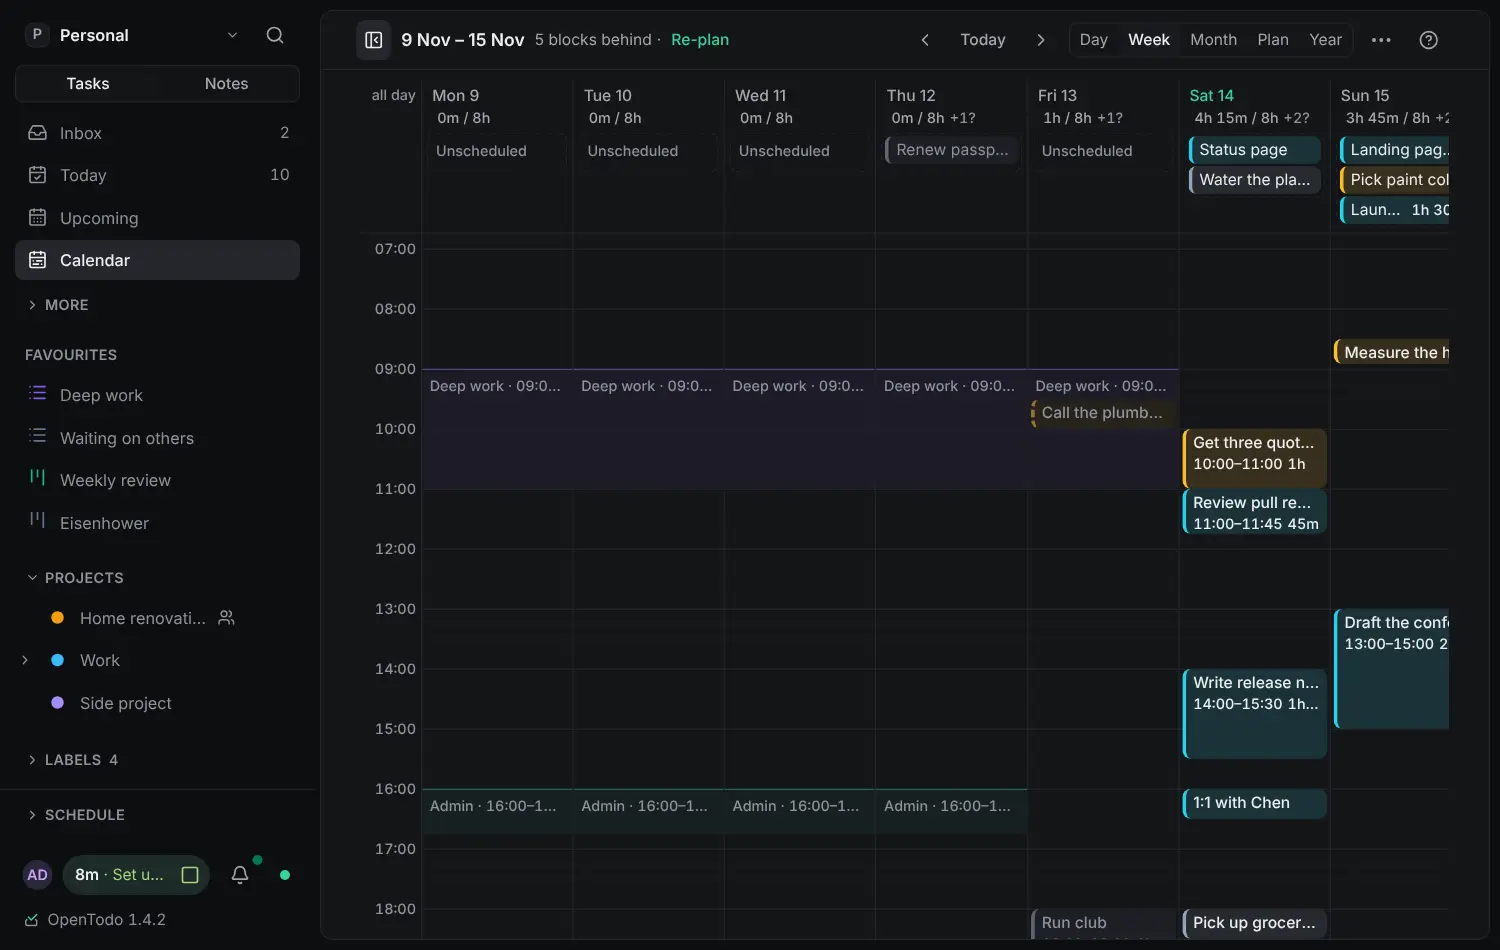 P Personal
Tasks Notes
Inbox 2
Today 10
Upcoming
Calendar
MORE
FAVOURITES
Deep work
Waiting on others
Weekly review
Eisenhower
PROJECTS
Home renovati...
Work
Side project
LABELS 4
SCHEDULE
AD 8m · Set u...
OpenTodo 1.4.2
9 Nov – 15 Nov 5 blocks behind · Re-plan
Today
Day Week Month Plan Year
all day Mon 9 Tue 10 Wed 11 Thu 12 Fri 13 Sat 14 Sun 15
0m / 8h 0m / 8h 0m / 8h 0m / 8h +1? 1h / 8h +1? 4h 15m / 8h +2? 3h 45m / 8h +2
Unscheduled Unscheduled Unscheduled Renew passp... Unscheduled Status page Landing pag...
Water the pla... Pick paint col
Laun... 1h 30
07:00
08:00
Measure the h
09:00
Deep work · 09:0... Deep work · 09:0... Deep work · 09:0... Deep work · 09:0... Deep work · 09:0...
Call the plumb...
10:00
Get three quot...
10:00–11:00 1h
11:00
Review pull re...
11:00–11:45 45m
12:00
13:00
Draft the confe
13:00–15:00 2
14:00
Write release n...
14:00–15:30 1h...
15:00
16:00
Admin · 16:00–1... Admin · 16:00–1... Admin · 16:00–1... Admin · 16:00–1... 1:1 with Chen
17:00
18:00
Run club Pick up grocer...